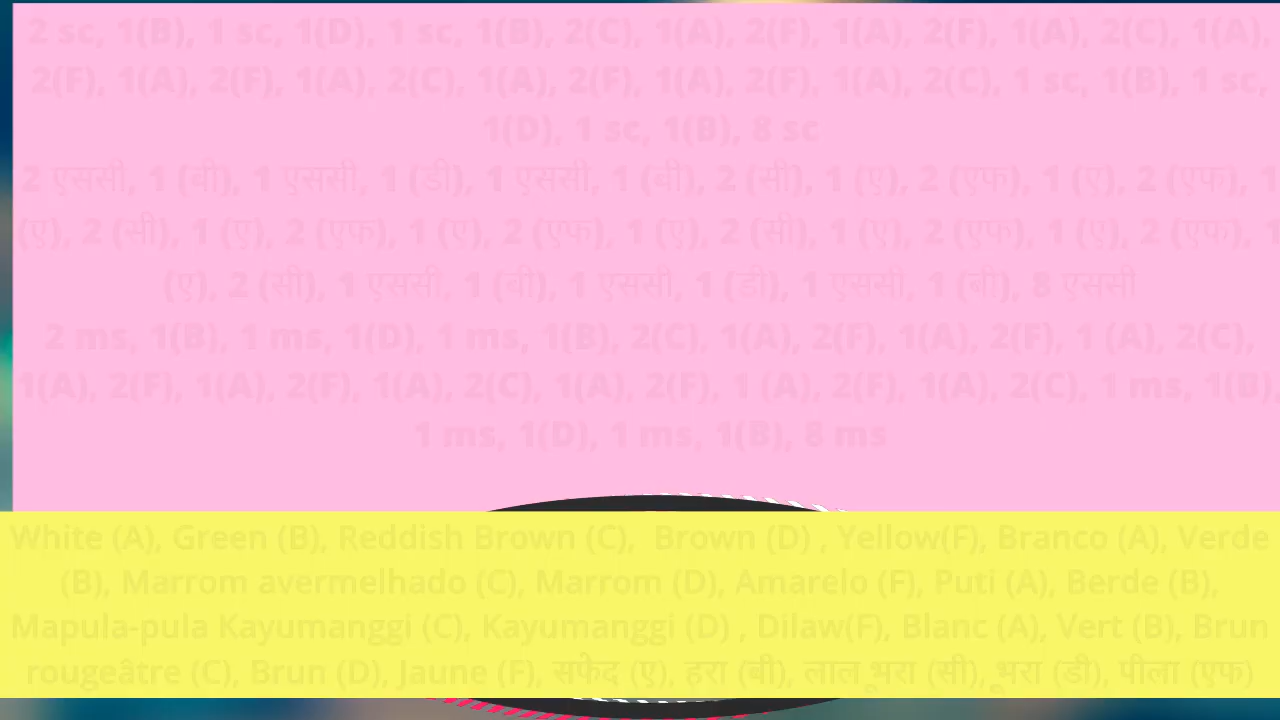 2 sc, 1(B), 1 sc, 1(D), 1 sc, 1(B), 2(C), 1(A), 2(F), 1(A), 2(F), 1(A), 2(C), 1(A),
2(F), 1(A), 2(F), 1(A), 2(C), 1(A), 2(F), 1(A), 2(F), 1(A), 2(C), 1 sc, 1(B), 1 sc,
1(D), 1 sc, 1(B), 8 sc
2 एससी, 1 (बी), 1 एससी, 1 (डी), 1 एससी, 1 (बी), 2 (सी), 1 (ए), 2 (एफ), 1 (ए), 2 (एफ), 1
(ए), 2 (सी), 1 (ए), 2 (एफ), 1 (ए), 2 (एफ), 1 (ए), 2 (सी), 1 (ए), 2 (एफ), 1 (ए), 2 (एफ), 1
(ए), 2 (सी), 1 एससी, 1 (बी), 1 एससी, 1 (डी), 1 एससी, 1 (बी), 8 एससी
2 ms, 1(B), 1 ms, 1(D), 1 ms, 1(B), 2(C), 1(A), 2(F), 1(A), 2(F), 1 (A), 2(C),
1(A), 2(F), 1(A), 2(F), 1(A), 2(C), 1(A), 2(F), 1 (A), 2(F), 1(A), 2(C), 1 ms, 1(B),
1 ms, 1(D), 1 ms, 1(B), 8 ms
White (A), Green (B), Reddish Brown (C), Brown (D) , Yellow(F), Branco (A), Verde
(B), Marrom avermelhado (C), Marrom (D), Amarelo (F), Puti (A), Berde (B),
Mapula-pula Kayumanggi (C), Kayumanggi (D) , Dilaw(F), Blanc (A), Vert (B), Brun
rougeâtre (C), Brun (D), Jaune (F), सफेद (ए), हरा (बी), लाल भूरा (सी), भूरा (डी), पीला (एफ)